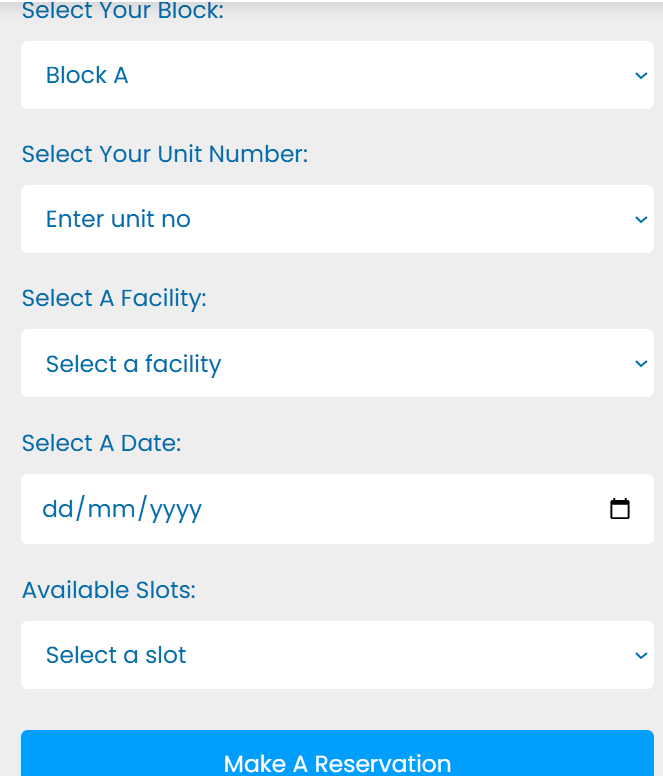 Select Your Block:
Block A
Select Your Unit Number:
Enter unit no
Select A Facility:
Select a facility
Select A Date:
dd/mm/yyyy
Available Slots:
Select a slot
Make A Reservation